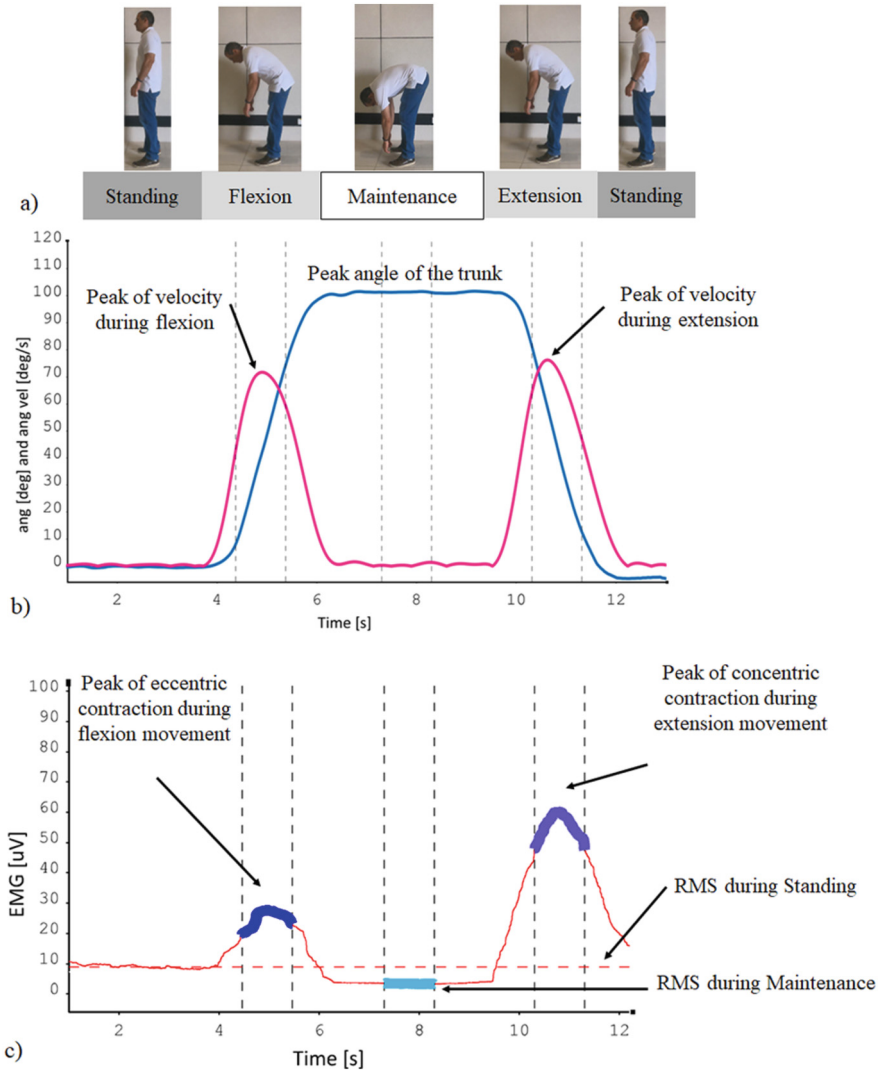 Standing Flexion Maintenance Extension Standing
a)
120
110
100
90
80
70
60
50
40
30
20
10
0
ang [deg] and ang vel [deg/s]
Peak angle of the trunk
Peak of velocity
during flexion
Peak of velocity
during extension
2 4 6 8 10 12
Time [s]
b)
100
90
80
70
60
50
40
30
20
10
0
EMG [uV]
Peak of eccentric
contraction during
flexion movement
Peak of concentric
contraction during
extension movement
RMS during Standing
RMS during Maintenance
2 4 6 8 10 12
Time [s]
c)